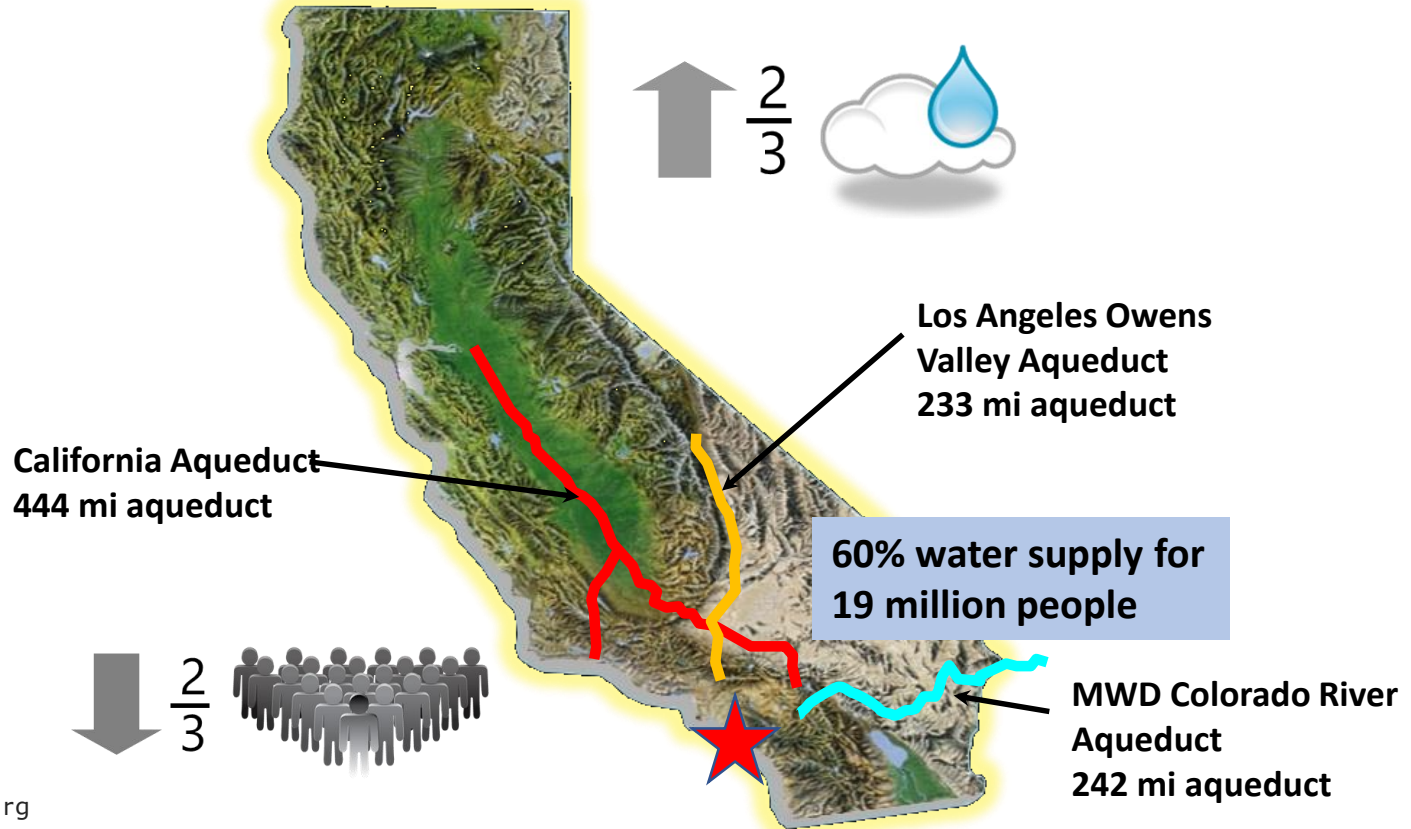 2
3
Los Angeles Owens
Valley Aqueduct
233 mi aqueduct
California Aqueduct
444 mi aqueduct
60% water supply for
19 million people
2
3
MWD Colorado River
Aqueduct
242 mi aqueduct
rg